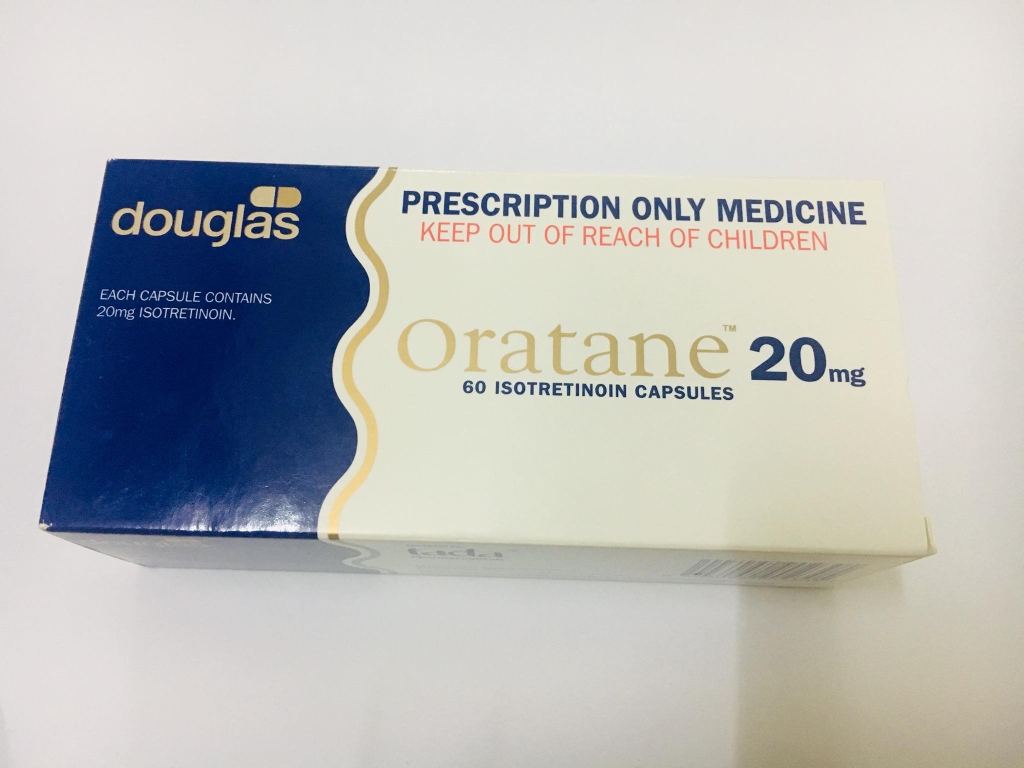 douglas
EACH CAPSULE CONTAINS
20mg ISOTRETINOIN.
PRESCRIPTION ONLY MEDICINE
KEEP OUT OF REACH OF CHILDREN
Oratane™ 20mg
60 ISOTRETINOIN CAPSULES